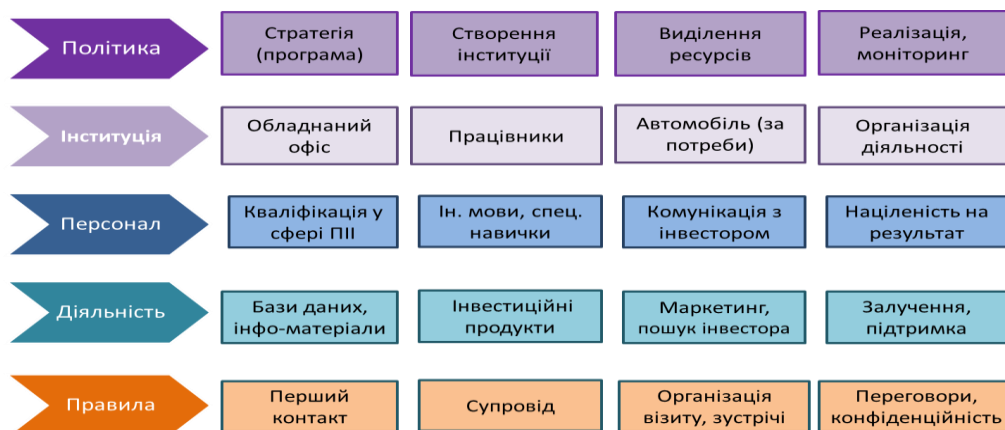 Політика
Стратегія
(програма)
Створення
інституції
Виділення
ресурсів
Реалізація,
моніторинг
Інституція
Обладнаний
офіс
Працівники
Автомобіль (за
потреби)
Організація
діяльності
Персонал
Кваліфікація у
сфері ПІІ
Ін. мови, спец.
навички
Комунікація з
інвестором
Націленість на
результат
Діяльність
Бази даних,
інфо-матеріали
Інвестиційні
продукти
Маркетинг,
пошук інвестора
Залучення,
підтримка
Правила
Перший
контакт
Супровід
Організація
візиту, зустрічі
Переговори,
конфіденційність